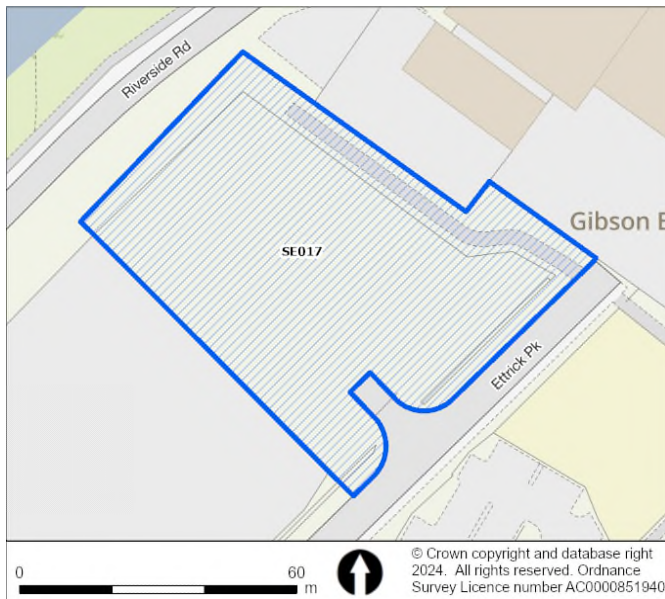 Riverside Rd
SE017
Gibson
Ettrick Pk
0
60
m
© Crown copyright and database right
2024. All rights reserved. Ordnance
Survey Licence number AC0000851940